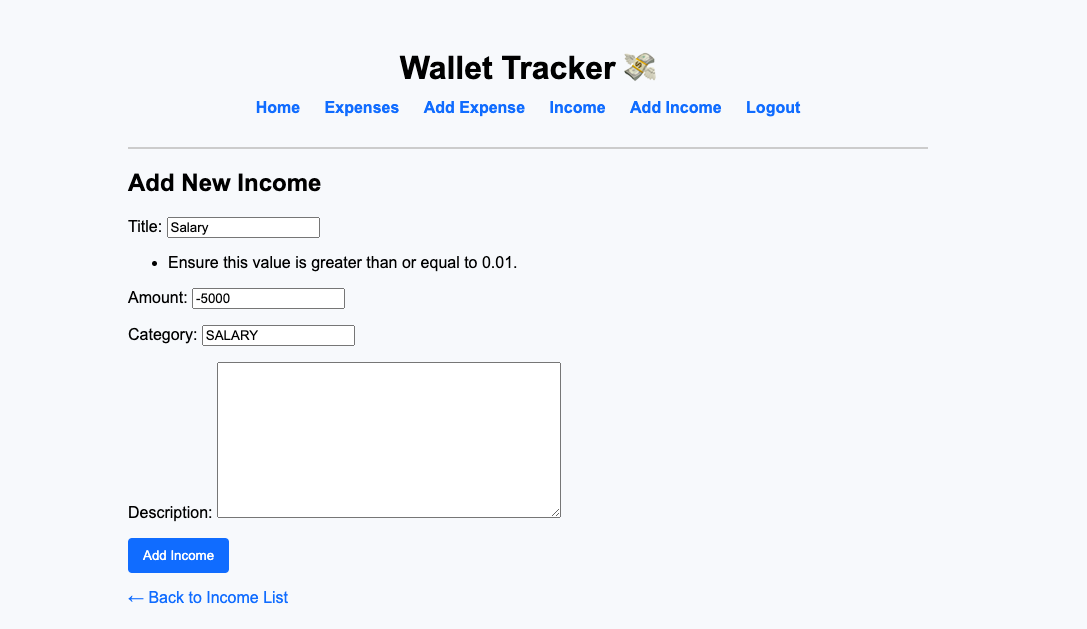 Wallet Tracker 💸
Home Expenses Add Expense Income Add Income Logout
Add New Income
Title: Salary
• Ensure this value is greater than or equal to 0.01.
Amount: -5000
Category: SALARY
Description:
Add Income
← Back to Income List